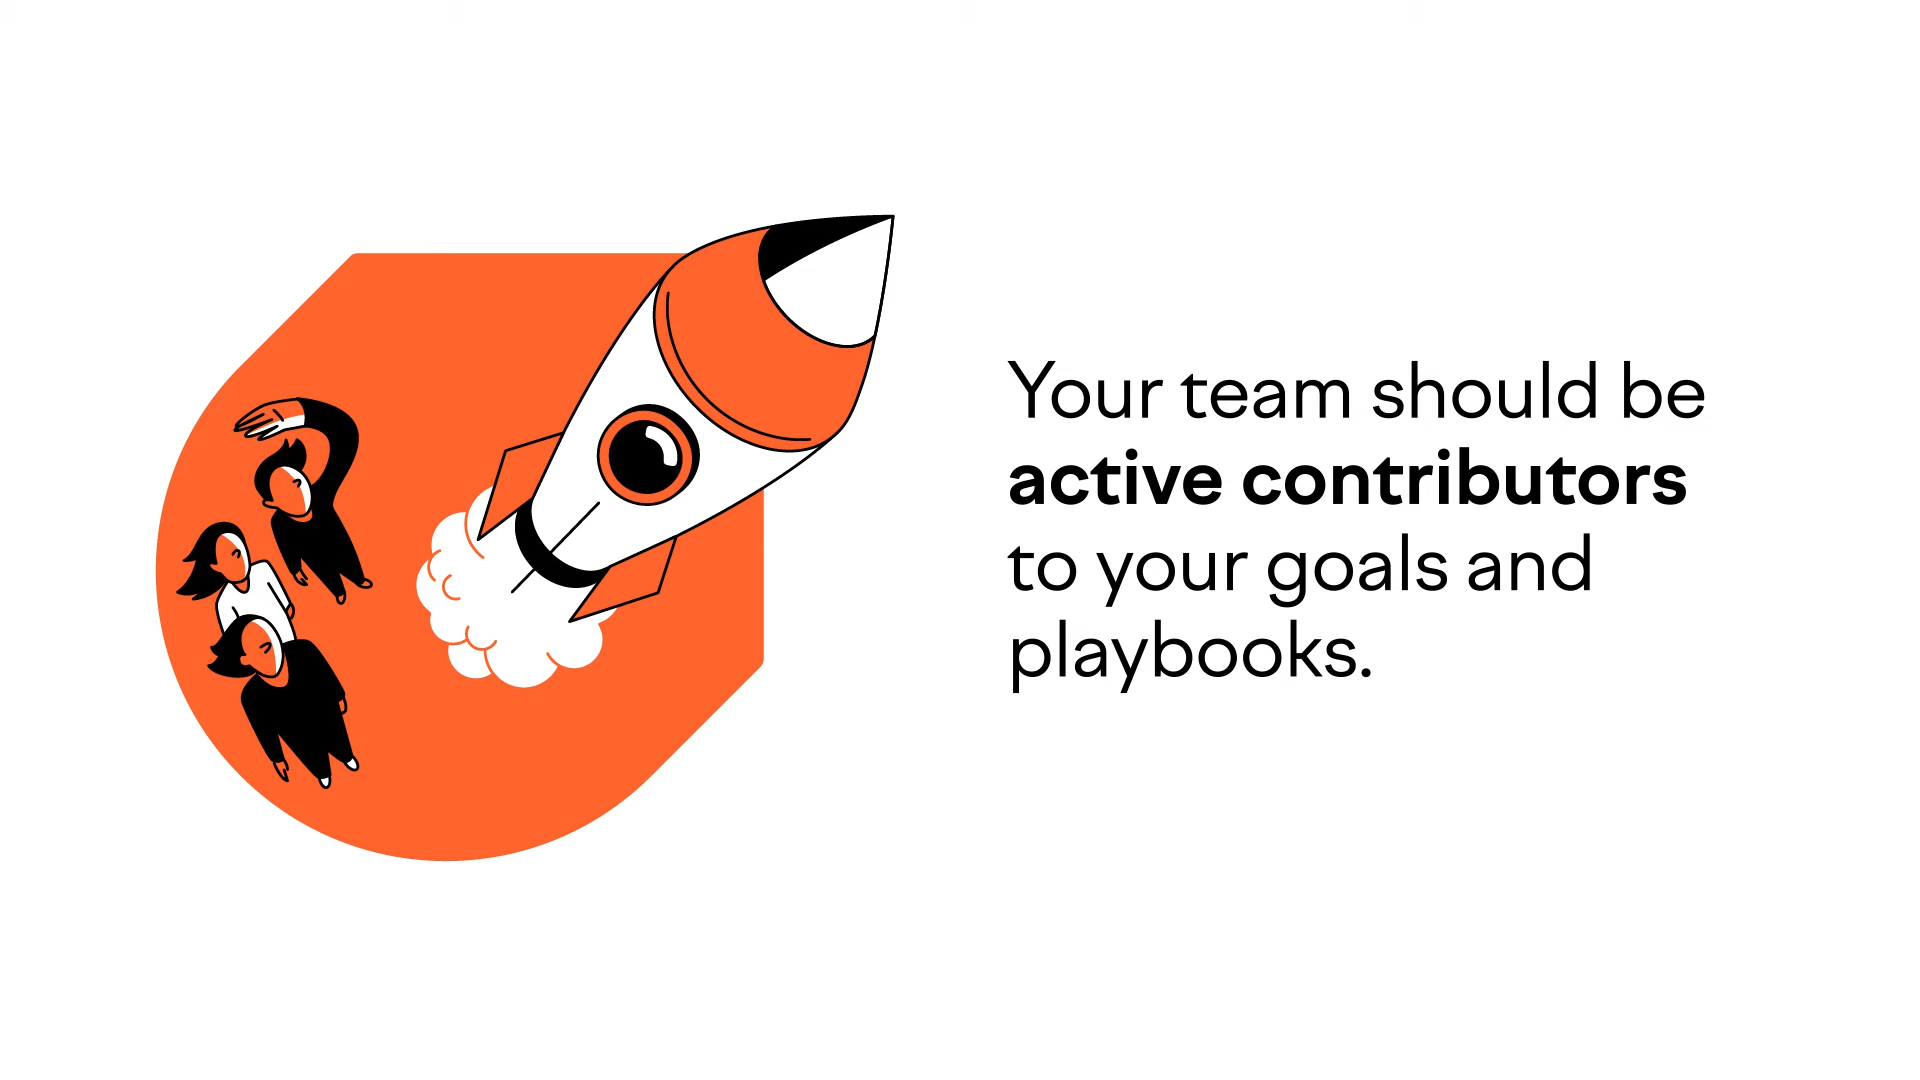 Your team should be
active contributors
to your goals and
playbooks.